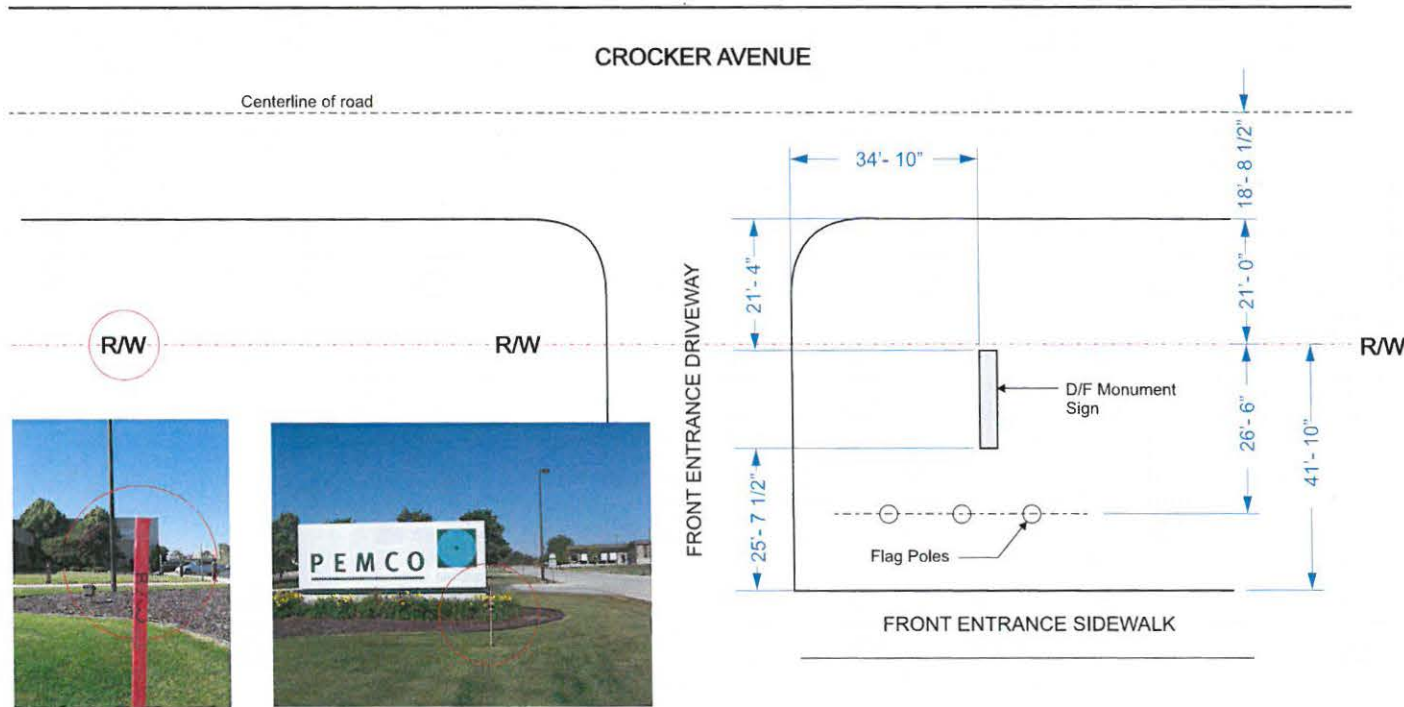 CROCKER AVENUE
Centerline of road
18'- 8 1/2"
34'- 10"
21'- 4"
21'- 0"
R/W
R/W
R/W
FRONT ENTRANCE DRIVEWAY
D/F Monument
Sign
26'- 6"
41'- 10"
25'- 7 1/2"
Flag Poles
FRONT ENTRANCE SIDEWALK
PEMCO